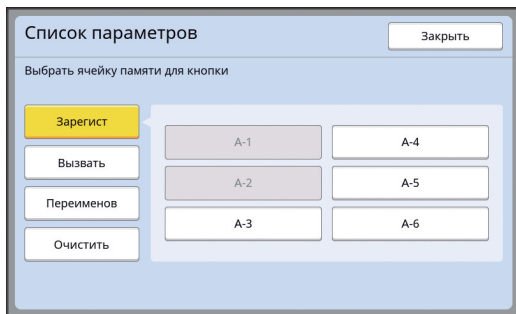 Список параметров
Закрыть
Выбрать ячейку памяти для кнопки
Зарегист
Вызвать
Переименов
Очистить
A-1
A-4
A-2
A-5
A-3
A-6